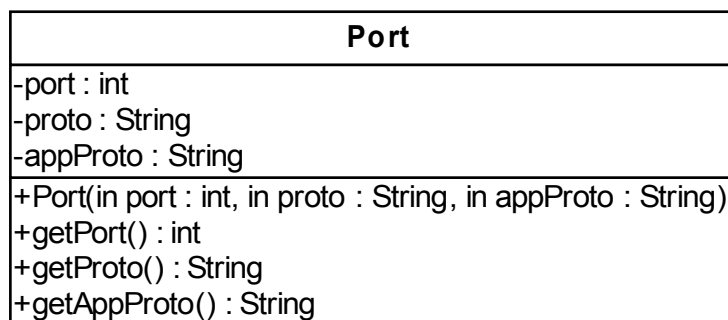 Port
-port : int
-proto : String
-appProto : String
+Port(in port : int, in proto : String, in appProto : String)
+getPort() : int
+getProto() : String
+getAppProto() : String